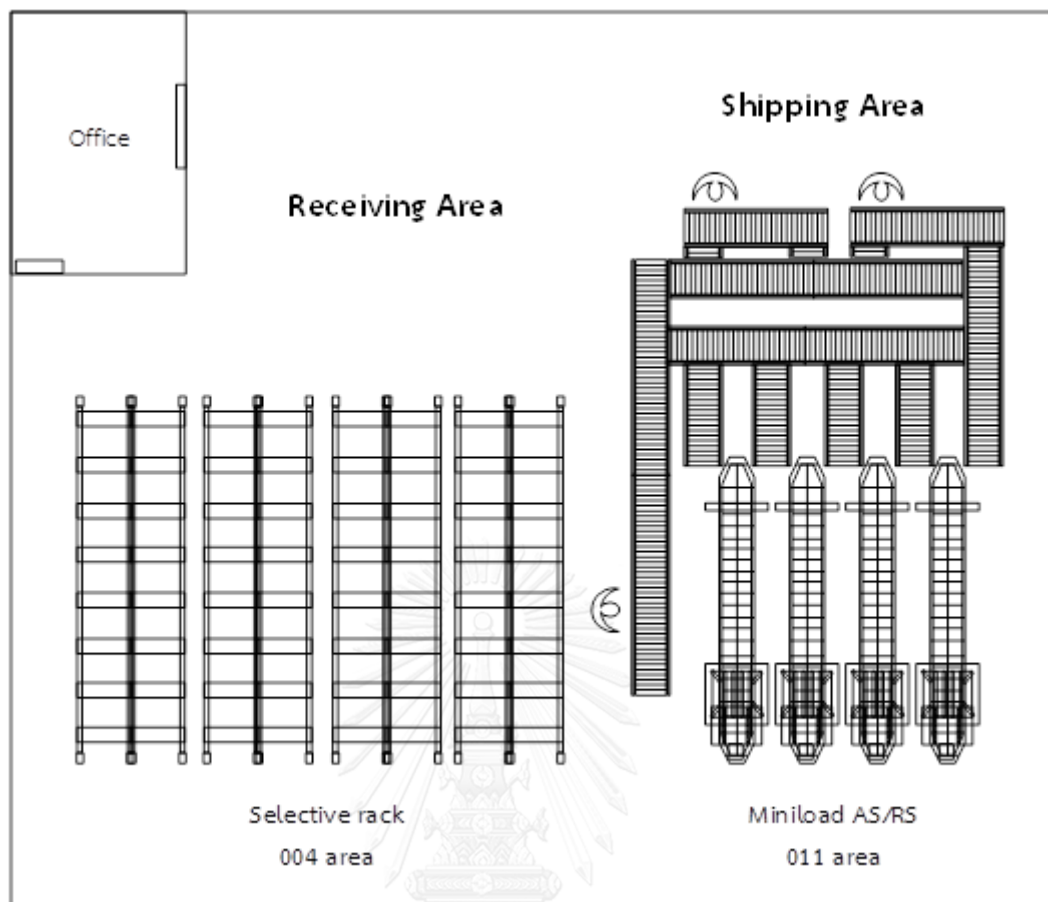 Office
Shipping Area
Receiving Area
Selective rack
004 area
Miniload AS/RS
011 area